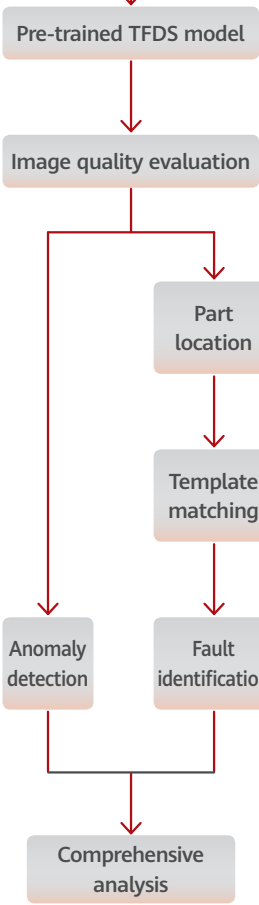 Pre-trained TFDS model
Image quality evaluation
Part
location
Template
matching
Anomaly
detection
Fault
identificatio
Comprehensive
analysis